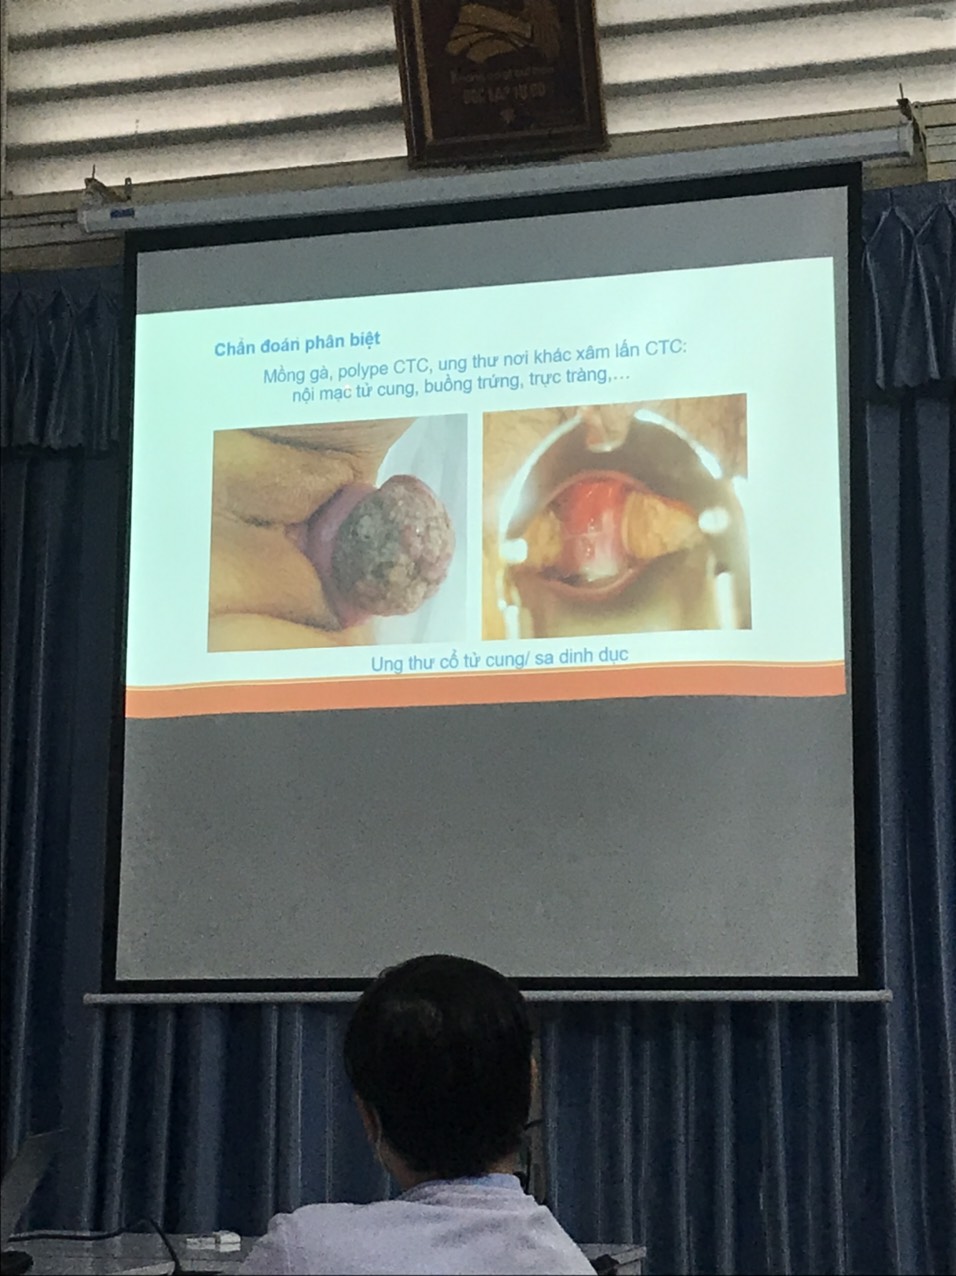 ĐỘC LẬP TỰ DO
Chẩn đoán phân biệt
Mồng gà, polype CTC, ung thư nơi khác xâm lấn CTC:
nội mạc tử cung, buồng trứng, trực tràng,...
Ung thư cổ tử cung/ sa dinh dục